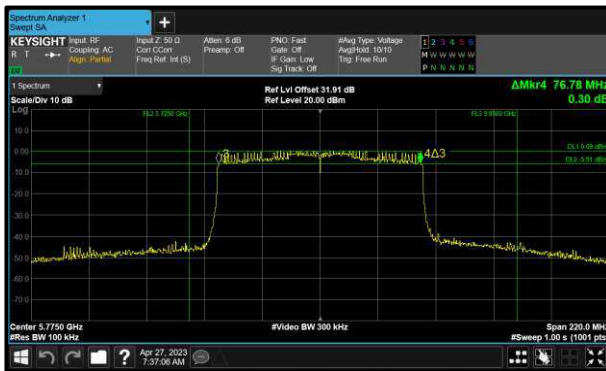 Spectrum Analyzer 1
Swept SA
KEYSIGHT
R T
Input: RF
Coupling: AC
Align: Partial
Input Z: 50 Ω
Corr CCorr
Freq Ref: Int (S)
Atten: 6 dB
Preamp: Off
PNO: Fast
Gate: Off
IF Gain: Low
Sig Track: Off
#Avg Type: Voltage
Avg|Hold: 10/10
Trig: Free Run
1 2 3 4 5 6
M W W W W W
P N N N N N
1 Spectrum
Scale/Div 10 dB
Ref Lvl Offset 31.91 dB
Ref Level 20.00 dBm
ΔMkr4 76.78 MHz
0.30 dB
Log
10.0
0.00
-10.0
-20.0
-30.0
-40.0
-50.0
-60.0
-70.0
3
4Δ3
Center 5.7750 GHz
#Res BW 100 kHz
#Video BW 300 kHz
Span 220.0 MHz
#Sweep 1.00 s (1001 pts)
Apr 27, 2023
7:37:06 AM